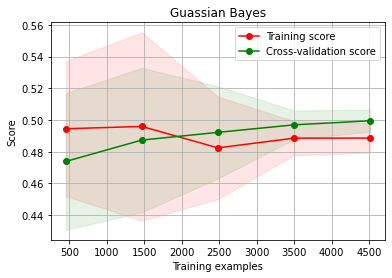 Guassian Bayes
Training score
Cross-validation score
0.56
0.54
0.52
0.50
0.48
0.46
0.44
Score
500 1000 1500 2000 2500 3000 3500 4000 4500
Training examples